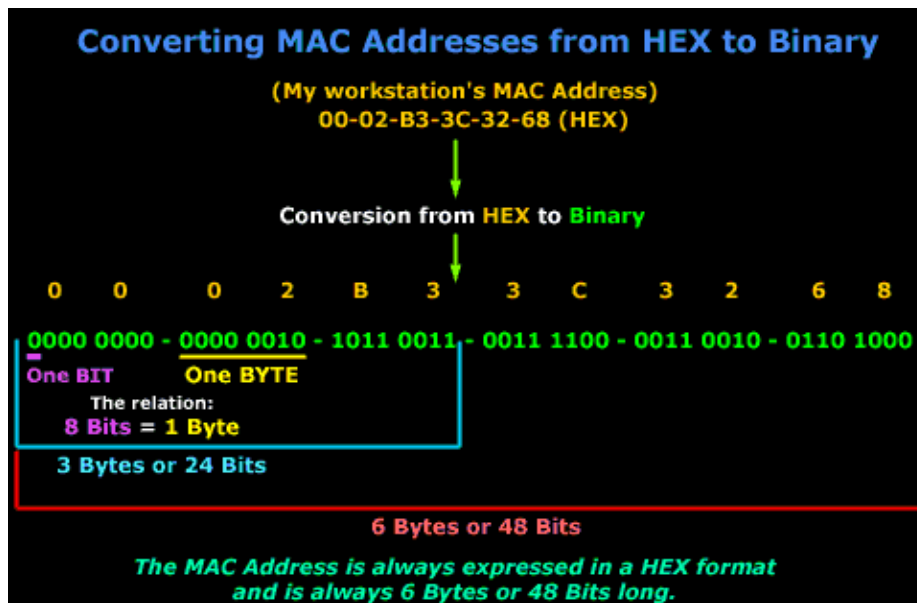 Converting MAC Addresses from HEX to Binary
(My workstation's MAC Address)
00-02-B3-3C-32-68 (HEX)
Conversion from HEX to Binary
0 0 0 2 B 3 3 C 3 2 6 8
0000 0000 - 0000 0010 - 1011 0011 - 0011 1100 - 0011 0010 - 0110 1000
One BIT One BYTE
The relation:
8 Bits = 1 Byte
3 Bytes or 24 Bits
6 Bytes or 48 Bits
The MAC Address is always expressed in a HEX format
and is always 6 Bytes or 48 Bits long.